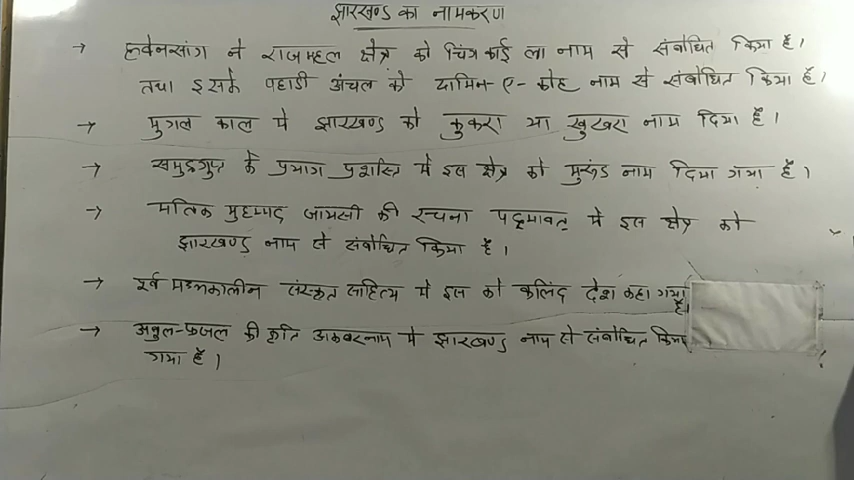 झारखण्ड का नामकरण
→ ह्वेनसांग ने राजमहल क्षेत्र को चिंग काई ला नाम से संबोधित किया है।
तथा इसके पहाडी अंचल को दामिन-ए-कोह नाम से संबोधित किया है।
→ मुगल काल में झारखण्ड को कुकरा या खुखरा नाम दिया है।
→ समुद्रगुप्त के प्रयाग प्रशस्ति में इस क्षेत्र को मुरुंड नाम दिया गया है।
→ मलिक मुहम्मद जायसी की रचना पद्मावत् में इस क्षेत्र को
झारखण्ड नाम से संबोधित किया है।
→ पूर्व मध्यकालीन संस्कृत साहित्य में इस को कलिंद देश कहा गया
है।
→ अबुल-फजल की कृति अकबरनाम में झारखण्ड नाम से संबोधित किया
गया है।